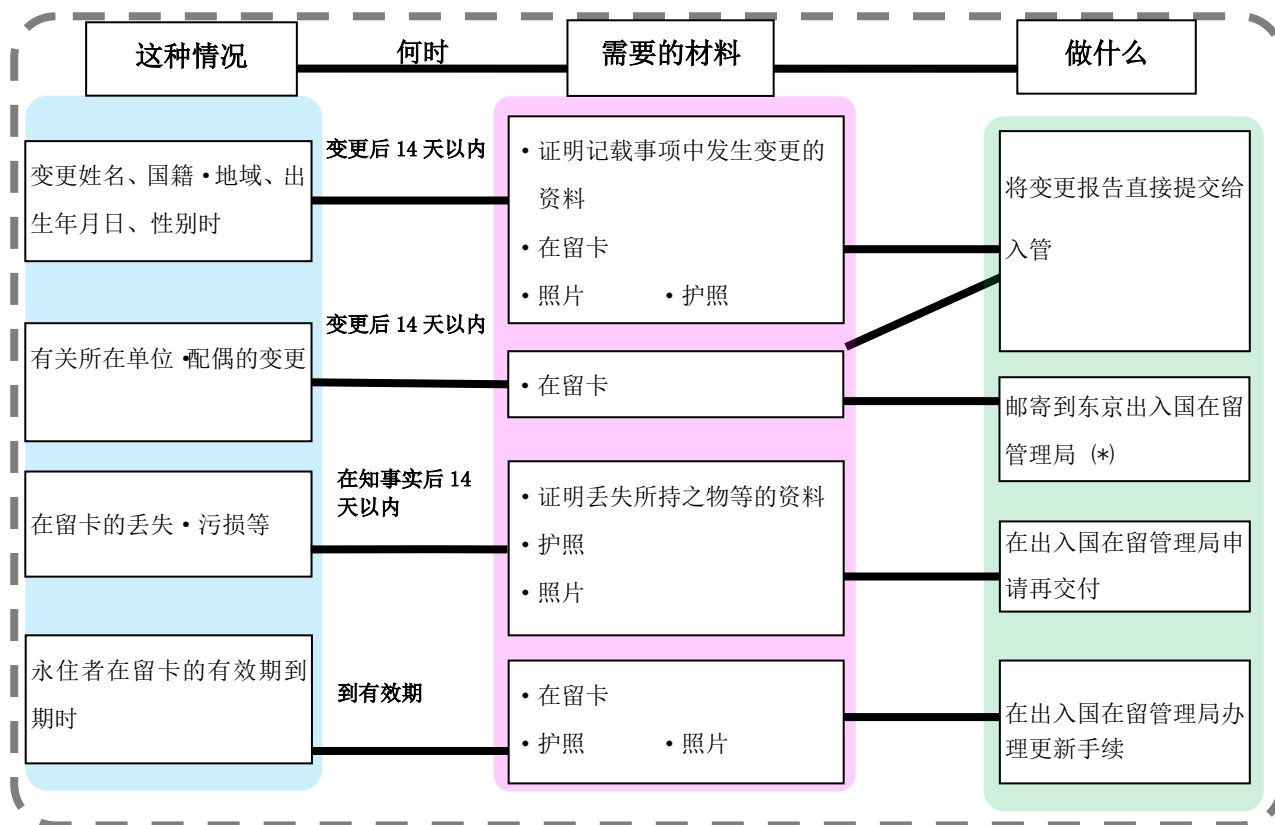 这种情况
何时
需要的材料
做什么
变更姓名、国籍・地域、出
生年月日、性别时
变更后 14 天以内
・证明记载事项中发生变更的
资料
・在留卡
・照片 ・护照
将变更报告直接提交给
入管
有关所在单位・配偶的变更
变更后 14 天以内
・在留卡
邮寄到东京出入国在留
管理局 (*)
在留卡的丢失・污损等
在知事实后 14
天以内
・证明丢失所持之物等的资料
・护照
・照片
在出入国在留管理局申
请再交付
永住者在留卡的有效期到
期时
到有效期
・在留卡
・护照 ・照片
在出入国在留管理局办
理更新手续